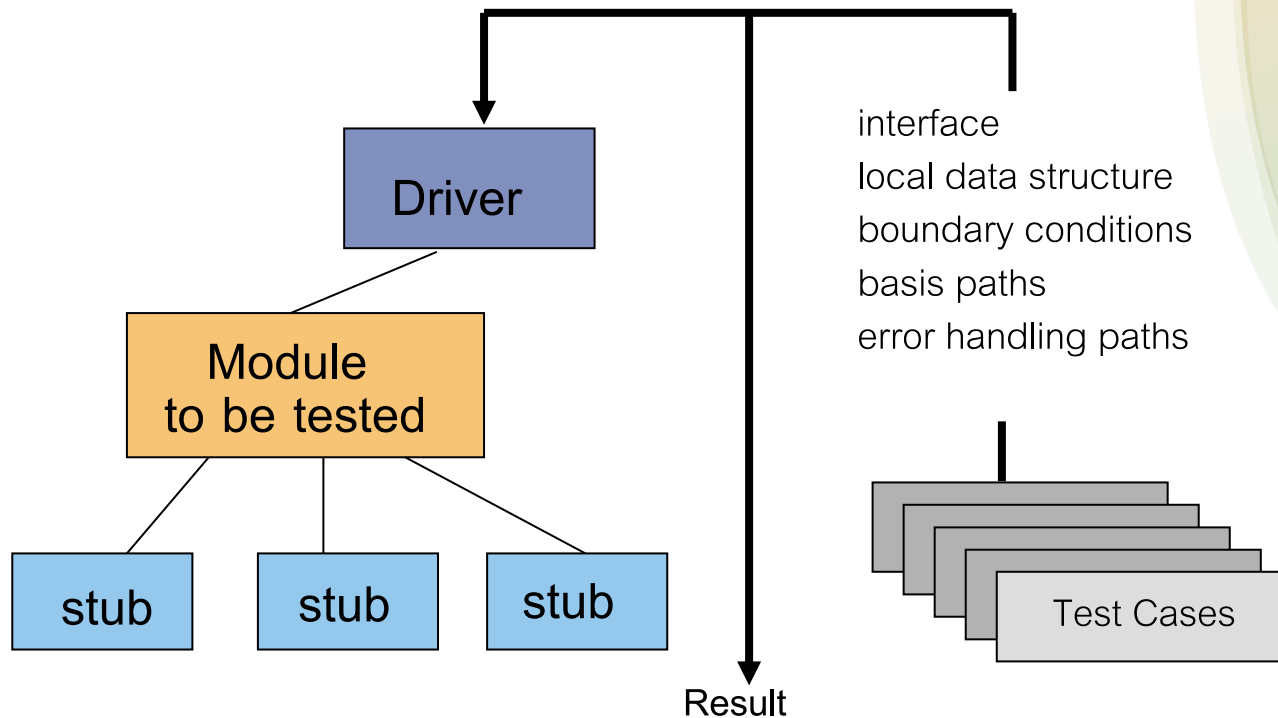 Driver
Module
to be tested
stub
stub
stub
interface
local data structure
boundary conditions
basis paths
error handling paths
Test Cases
Result